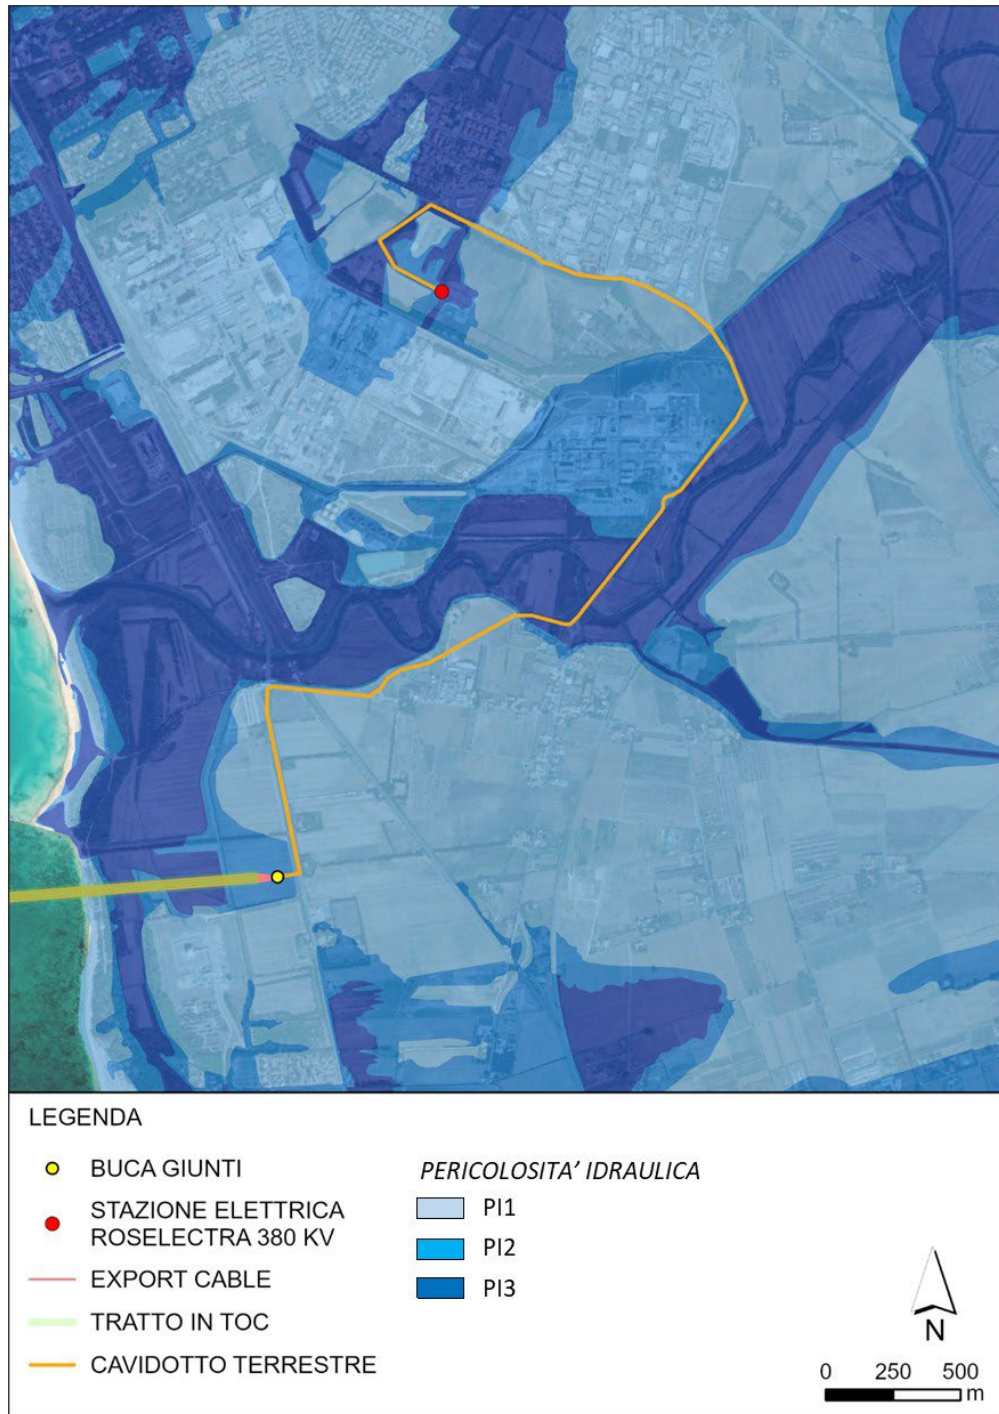 LEGENDA
BUCA GIUNTI
STAZIONE ELETTRICA
ROSELECTRA 380 KV
EXPORT CABLE
TRATTO IN TOC
CAVIDOTTO TERRESTRE
PERICOLOSITA’ IDRAULICA
PI1
PI2
PI3
N
0 250 500
m